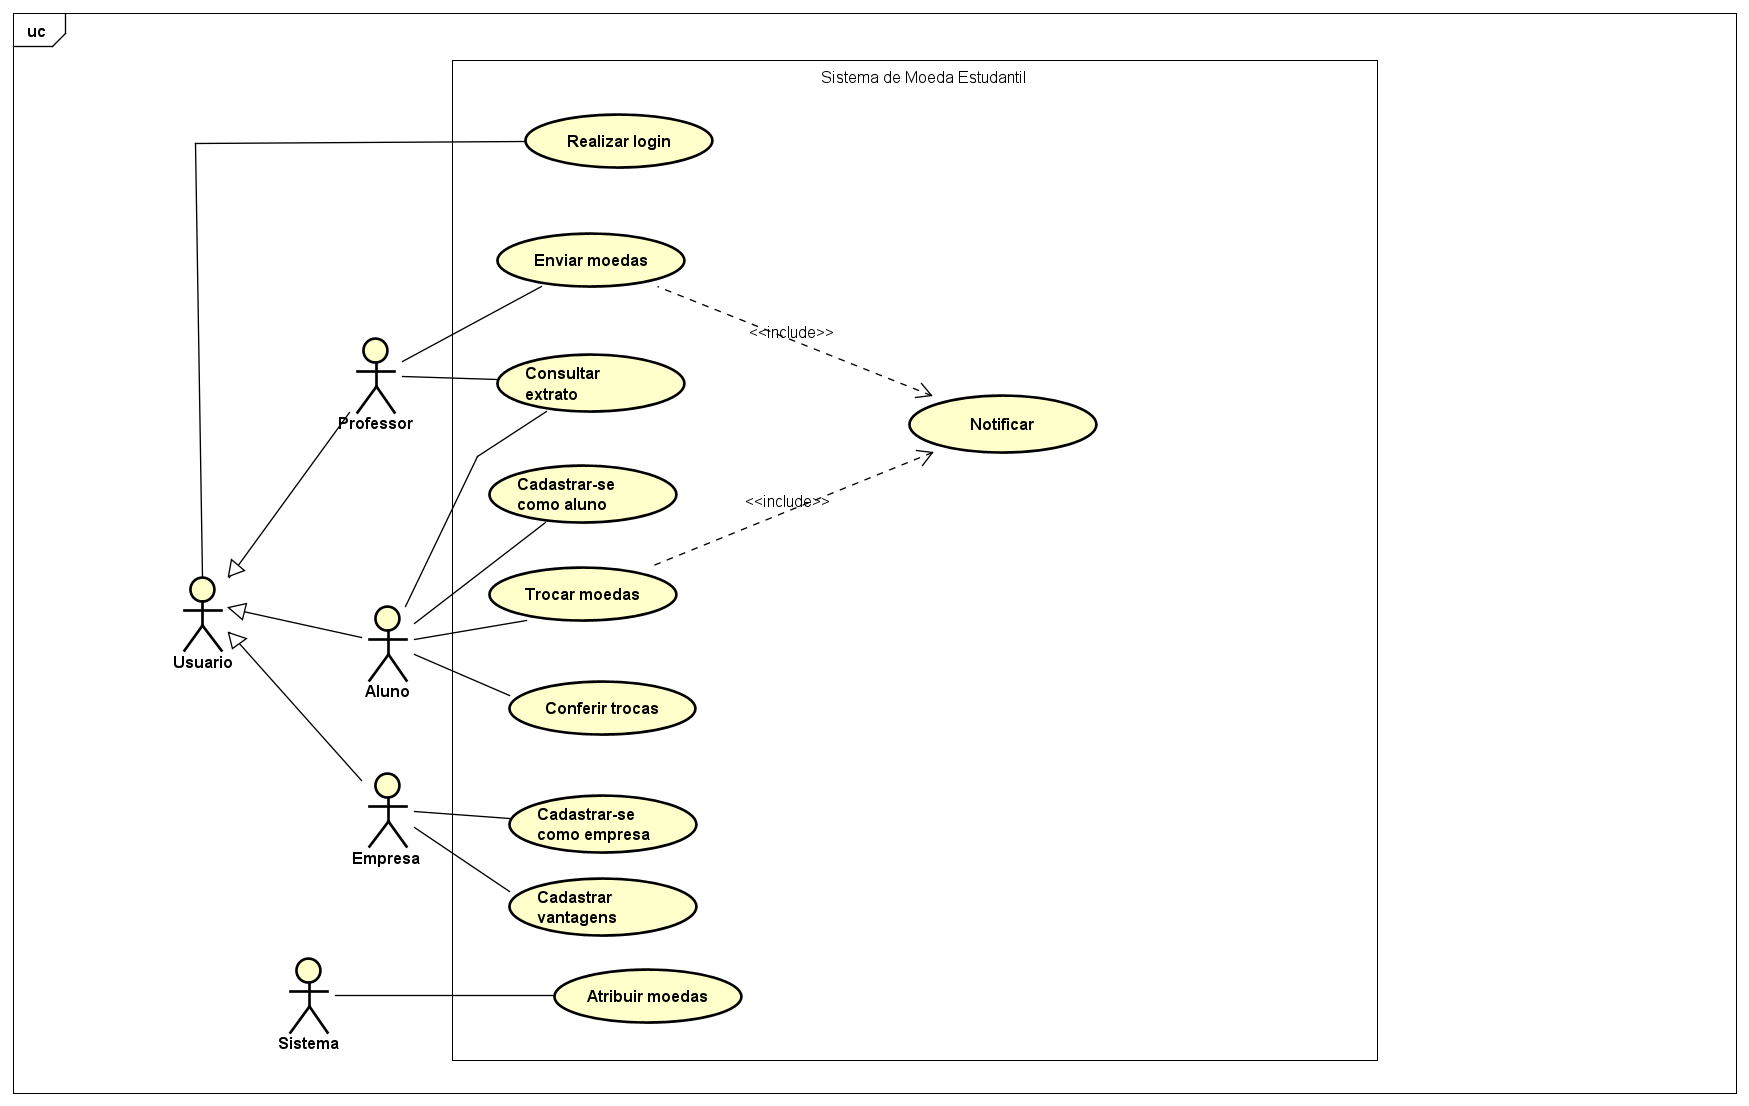 uc
Sistema de Moeda Estudantil
Realizar login
Enviar moedas
<<include>>
Consultar
extrato
Professor
Notificar
Cadastrar-se
como aluno
<<include>>
Trocar moedas
Usuario
Aluno
Conferir trocas
Cadastrar-se
como empresa
Empresa
Cadastrar
vantagens
Atribuir moedas
Sistema